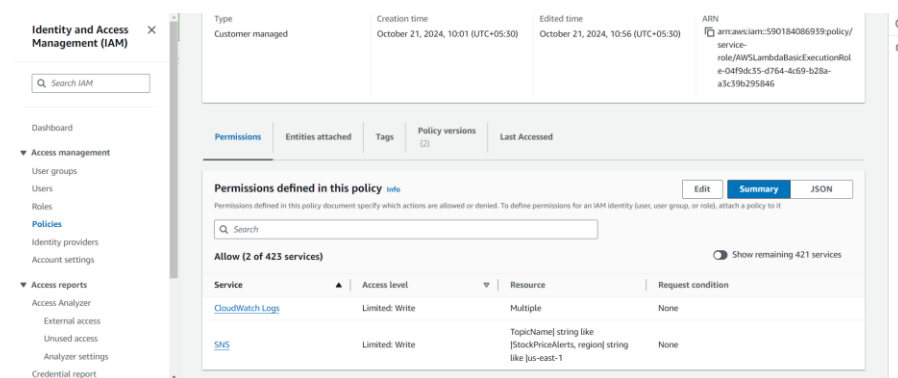 Identity and Access
Management (IAM)
Search IAM
Dashboard
Access management
User groups
Users
Roles
Policies
Identity providers
Account settings
Access reports
Access Analyzer
External access
Unused access
Analyzer settings
Credential report
Type
Customer managed
Creation time
October 21, 2024, 10:01 (UTC+05:30)
Edited time
October 21, 2024, 10:56 (UTC+05:30)
ARN
arn:aws:iam::590184086939:policy/
service-
role/AWSLambdaBasicExecutionRol
e-04f9dc35-d764-4c69-b28a-
a3c39b295846
Permissions
Entities attached
Tags
Policy versions
(2)
Last Accessed
Permissions defined in this policy Info
Edit
Summary
JSON
Permissions defined in this policy document specify which actions are allowed or denied. To define permissions for an IAM identity (user, user group, or role), attach a policy to it
Search
Allow (2 of 423 services)
Show remaining 421 services
Service Access level Resource Request condition
CloudWatch Logs Limited: Write Multiple None
SNS Limited: Write TopicName| string like |StockPriceAlerts, region| string like |us-east-1 None